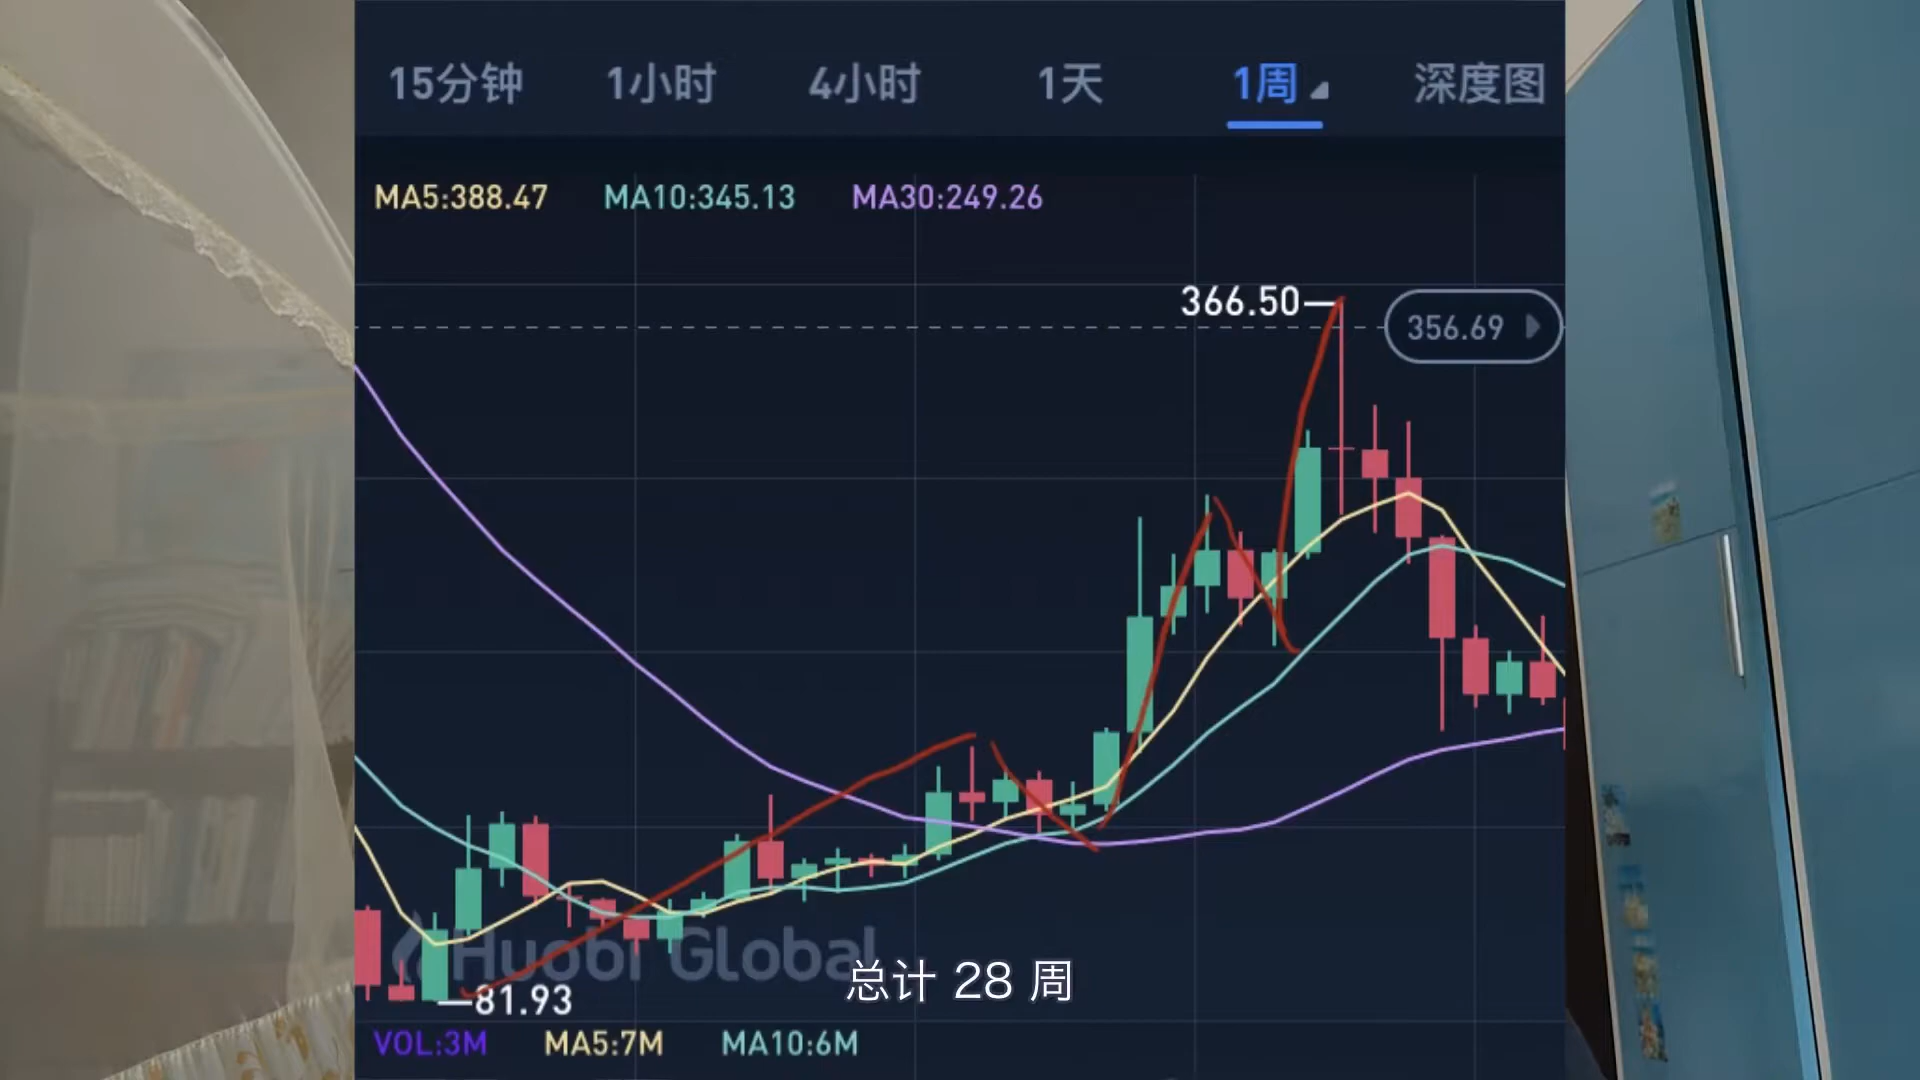 15分钟 1小时 4小时 1天 1周 深度图
MA5:388.47 MA10:345.13 MA30:249.26
366.50
356.69
Huobi Global
总计 28 周
81.93
VOL:3M MA5:7M MA10:6M